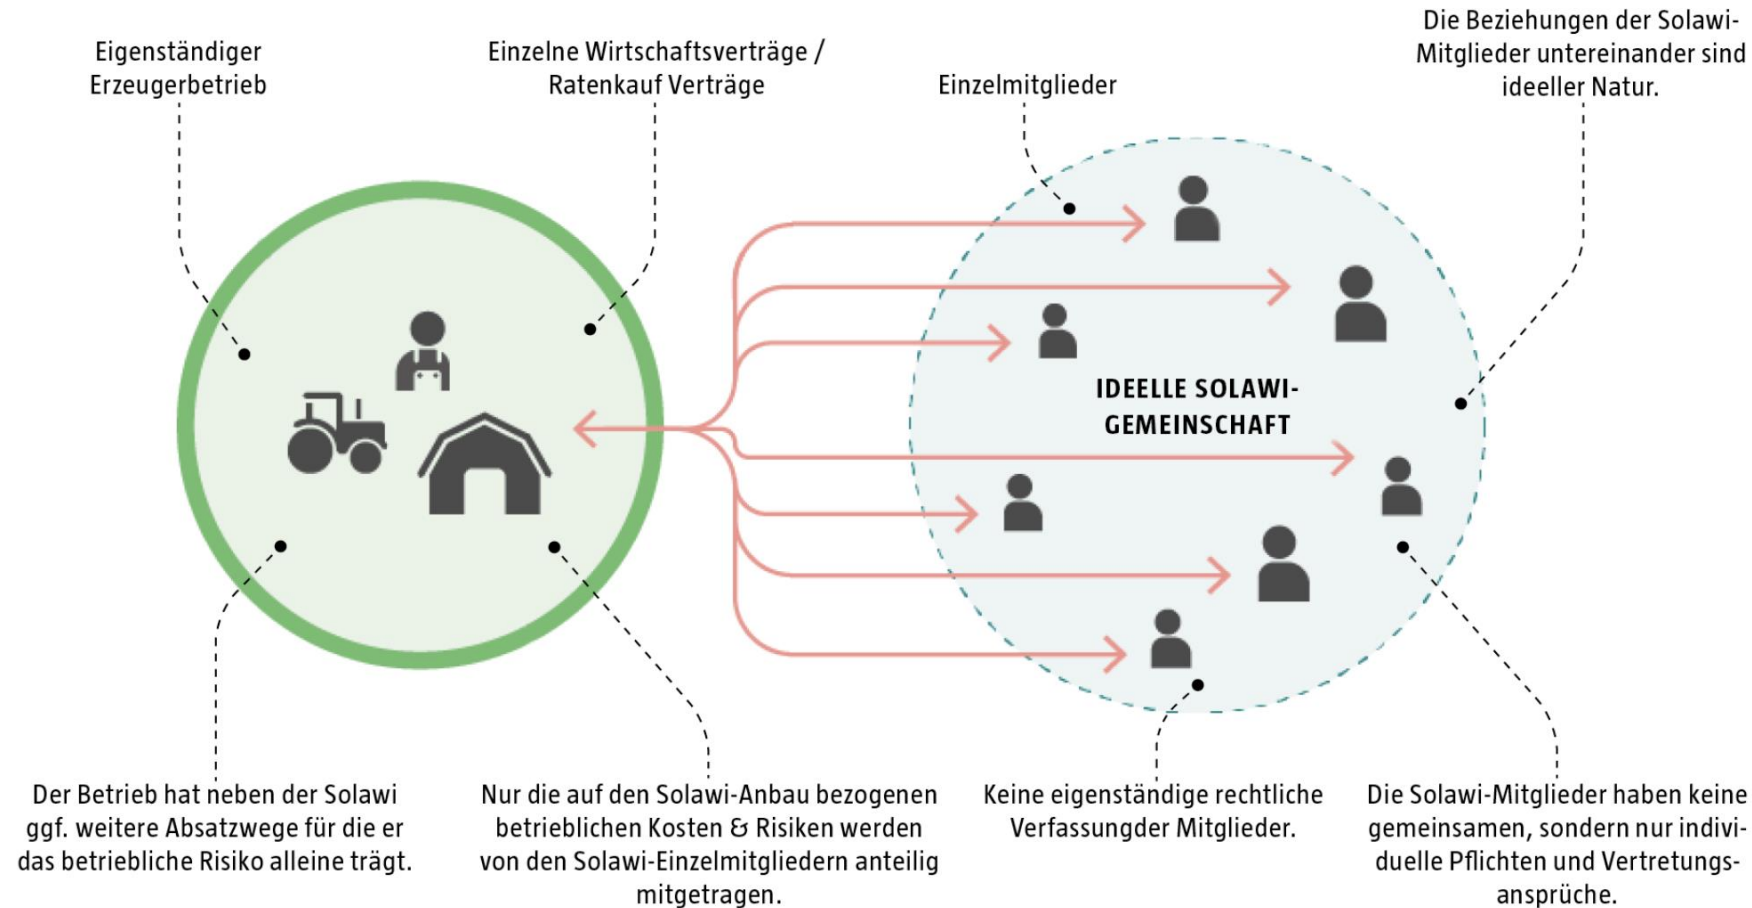 Eigenständiger
Erzeugerbetrieb
Einzelne Wirtschaftsverträge /
Ratenkauf Verträge
Einzelmitglieder
Die Beziehungen der Solawi-
Mitglieder untereinander sind
ideeller Natur.
IDEELLE SOLAWI-
GEMEINSCHAFT
Der Betrieb hat neben der Solawi
ggf. weitere Absatzwege für die er
das betriebliche Risiko alleine trägt.
Nur die auf den Solawi-Anbau bezogenen
betrieblichen Kosten & Risiken werden
von den Solawi-Einzelmitgliedern anteilig
mitgetragen.
Keine eigenständige rechtliche
Verfassungder Mitglieder.
Die Solawi-Mitglieder haben keine
gemeinsamen, sondern nur indivi-
duelle Pflichten und Vertretungs-
ansprüche.